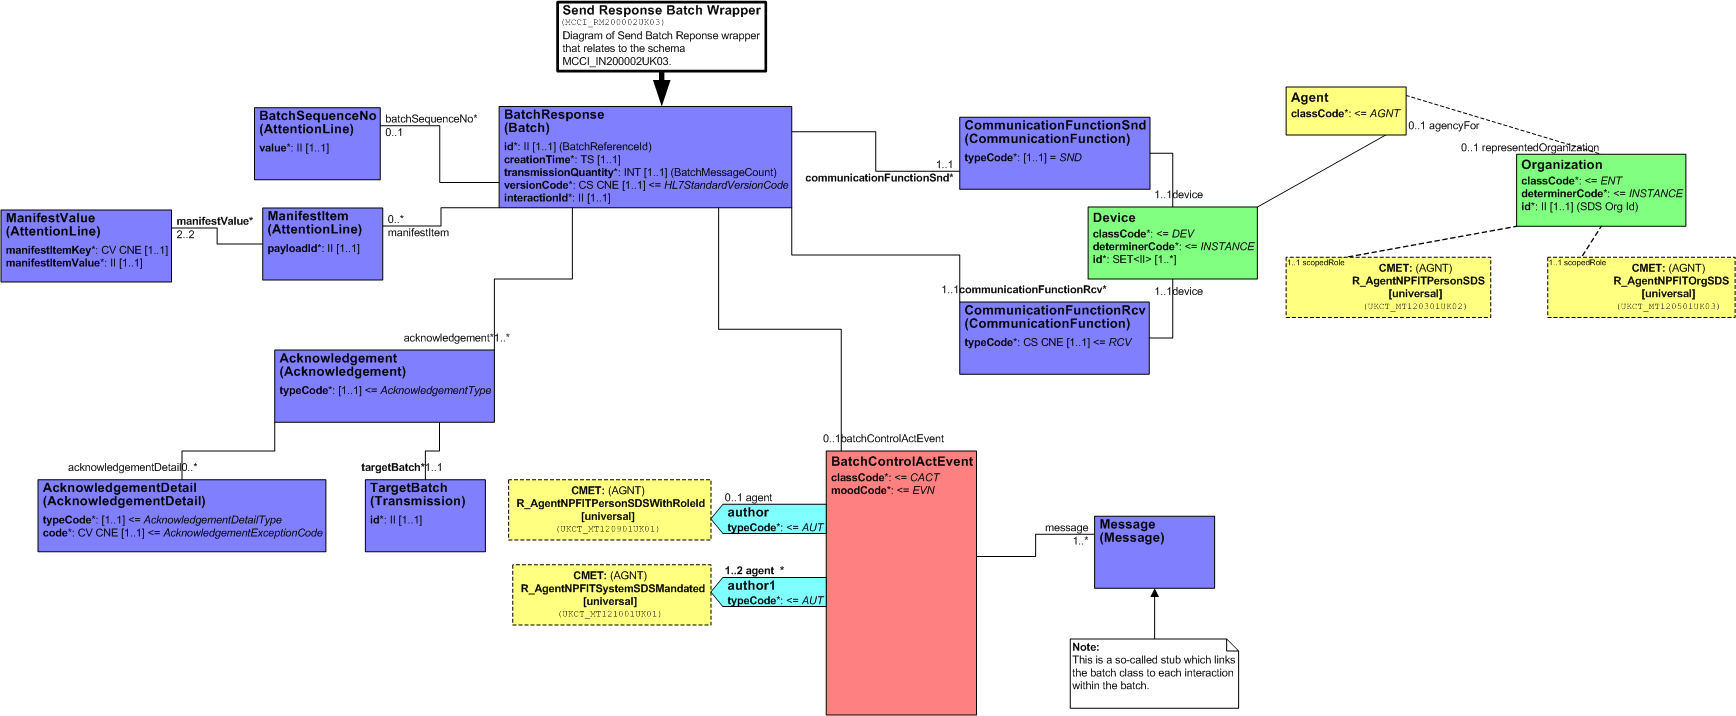 Send Response Batch Wrapper
(MCCI_RM200002UK03)
Diagram of Send Batch Reponse wrapper
that relates to the schema
MCCI_IN200002UK03.
BatchSequenceNo
(AttentionLine)
value*: II [1..1]
batchSequenceNo*
0..1
BatchResponse
(Batch)
id*: II [1..1] (BatchReferenceId)
creationTime*: TS [1..1]
transmissionQuantity*: INT [1..1] (BatchMessageCount)
versionCode*: CS CNE [1..1] <= HL7StandardVersionCode
interactionId*: II [1..1]
1..1
communicationFunctionSnd*
CommunicationFunctionSnd
(CommunicationFunction)
typeCode*: [1..1] = SND
1..1device
Agent
classCode*: <= AGNT
0..1 agencyFor
0..1 representedOrganization
Organization
classCode*: <= ENT
determinerCode*: <= INSTANCE
id*: II [1..1] (SDS Org Id)
ManifestValue
(AttentionLine)
manifestItemKey*: CV CNE [1..1]
manifestItemValue*: II [1..1]
manifestValue*
2..2
ManifestItem
(AttentionLine)
payloadId*: II [1..1]
0..*
manifestItem
Device
classCode*: <= DEV
determinerCode*: <= INSTANCE
id*: SET<II> [1..*]
1..1 scopedRole
CMET: (AGNT)
R_AgentNPFITPersonSDS
[universal]
(UKCT_MT120301UK02)
1..1 scopedRole
CMET: (AGNT)
R_AgentNPFITOrgSDS
[universal]
(UKCT_MT120501UK03)
1..1communicationFunctionRcv*
1..1device
CommunicationFunctionRcv
(CommunicationFunction)
typeCode*: CS CNE [1..1] <= RCV
acknowledgement*1..*
Acknowledgement
(Acknowledgement)
typeCode*: [1..1] <= AcknowledgementType
acknowledgementDetail0..*
targetBatch*1..1
AcknowledgementDetail
(AcknowledgementDetail)
typeCode*: [1..1] <= AcknowledgementDetailType
code*: CV CNE [1..1] <= AcknowledgementExceptionCode
TargetBatch
(Transmission)
id*: II [1..1]
0..1batchControlActEvent
BatchControlActEvent
classCode*: <= CACT
moodCode*: <= EVN
CMET: (AGNT)
R_AgentNPFITPersonSDSWithRoleId
[universal]
(UKCT_MT120901UK01)
0..1 agent
author
typeCode*: <= AUT
CMET: (AGNT)
R_AgentNPFITSystemSDSMandated
[universal]
(UKCT_MT121001UK01)
1..2 agent *
author1
typeCode*: <= AUT
message
1..*
Message
(Message)
Note:
This is a so-called stub which links
the batch class to each interaction
within the batch.